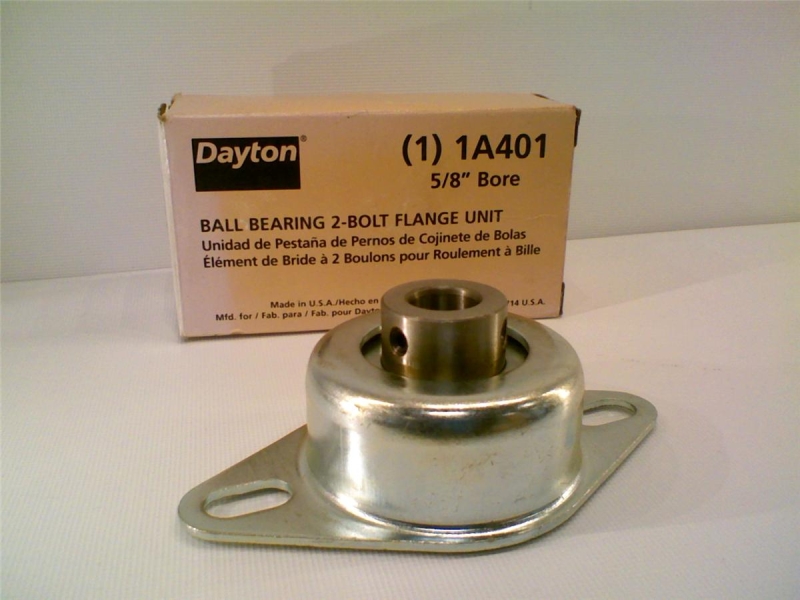 Dayton®
(1) 1A401
5/8" Bore
BALL BEARING 2-BOLT FLANGE UNIT
Unidad de Pestaña de Pernos de Cojinete de Bolas
Élément de Bride à 2 Boulons pour Roulement à Bille
Made in U.S.A./Hecho en
Mfd. for / Fab. para / Fab. pour 714 U.S.A.